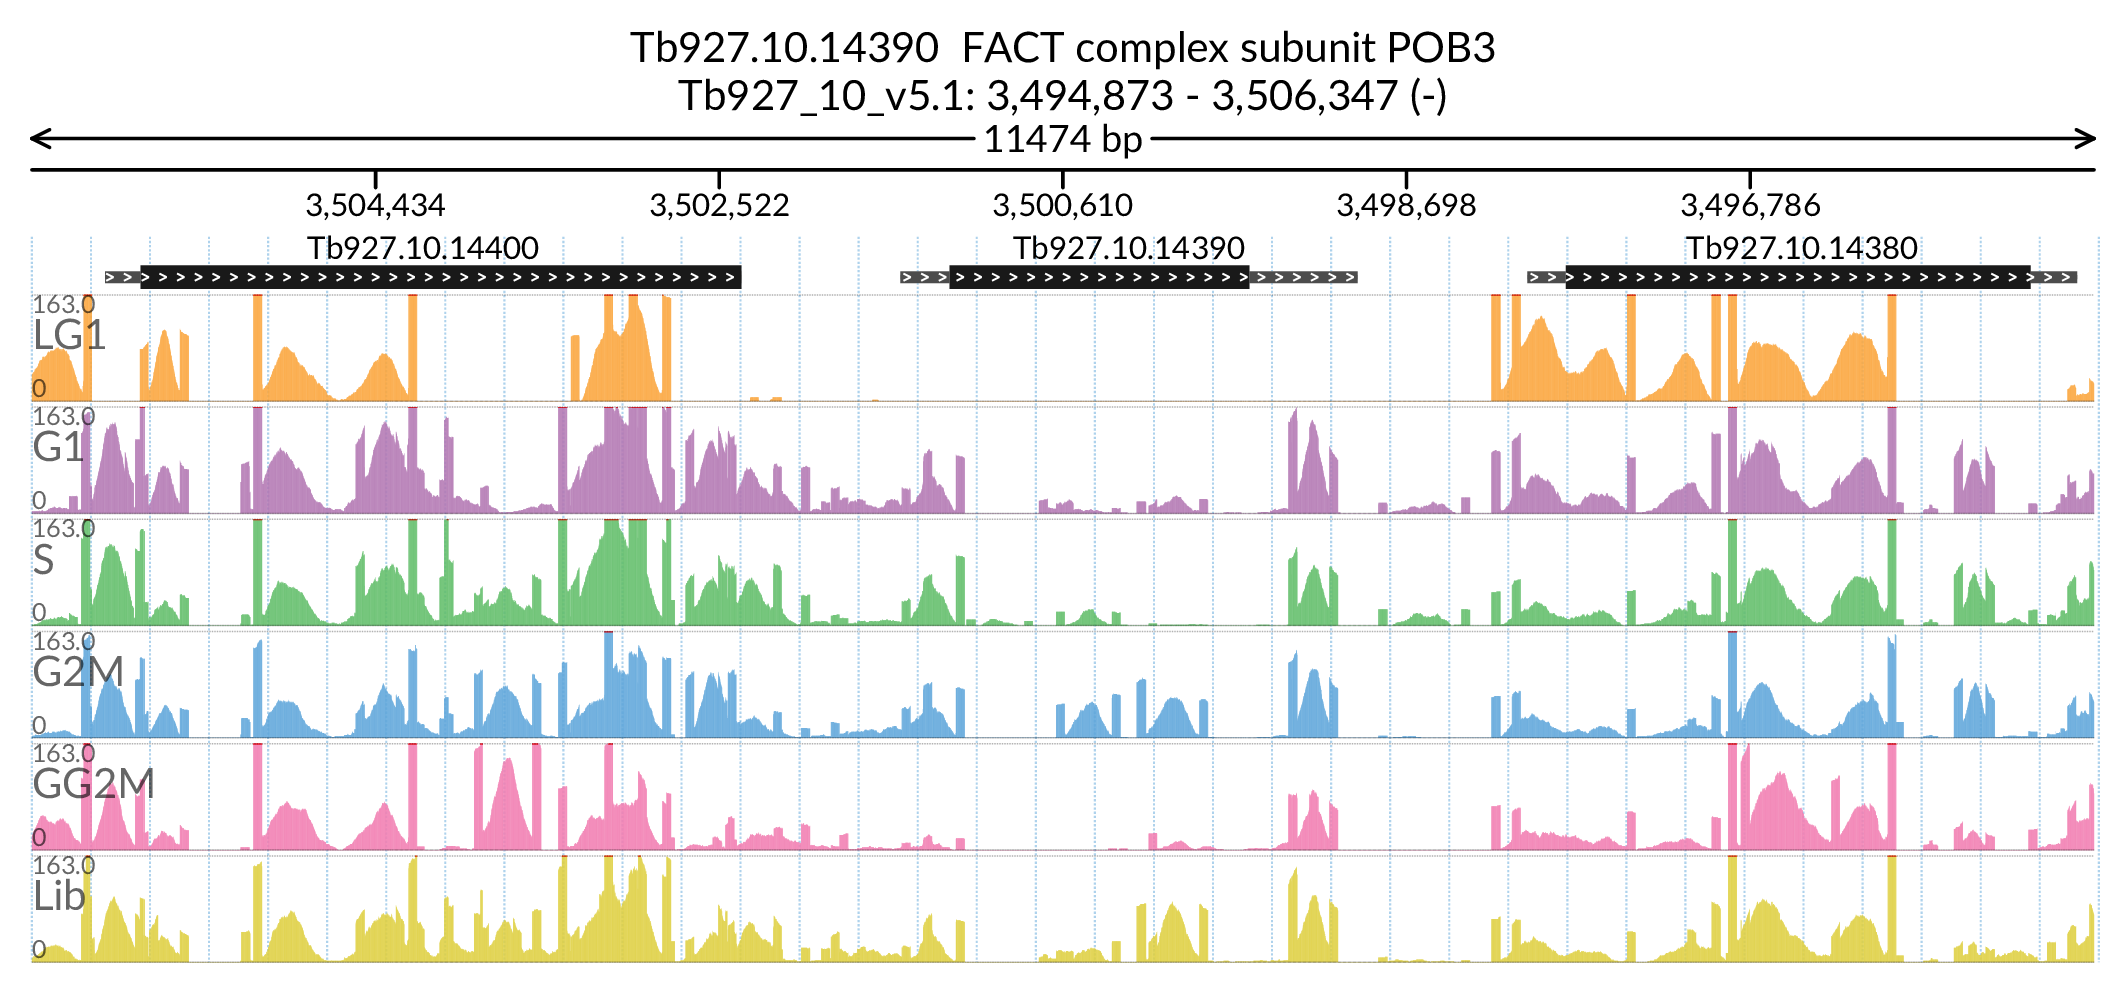 Tb927.10.14390  FACT complex subunit POB3
Tb927_10_v5.1: 3,494,873 - 3,506,347 (-)
11474 bp
3,504,434 3,502,522 3,500,610 3,498,698 3,496,786
Tb927.10.14400 Tb927.10.14390 Tb927.10.14380
163.0
LG1
0
163.0
G1
0
163.0
S
0
163.0
G2M
0
163.0
GG2M
0
163.0
Lib
0